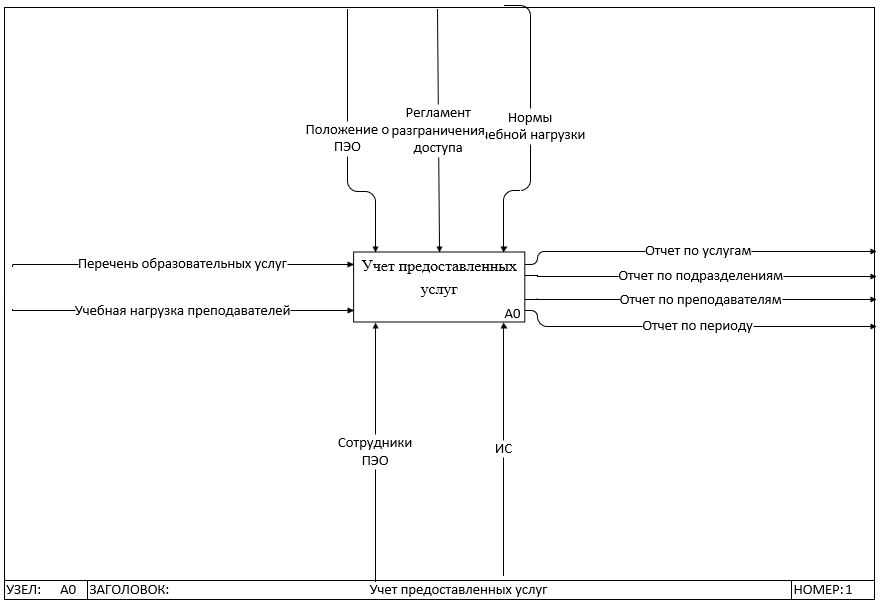 Положение о
ПЭО
Регламент
разграничения
доступа
Нормы
чебной нагрузки
Перечень образовательных услуг
Учебная нагрузка преподавателей
Учет предоставленных
услуг
A0
Отчет по услугам
Отчет по подразделениям
Отчет по преподавателям
Отчет по периоду
Сотрудники
ПЭО
ИС
УЗЕЛ: A0 ЗАГОЛОВОК: Учет предоставленных услуг НОМЕР: 1